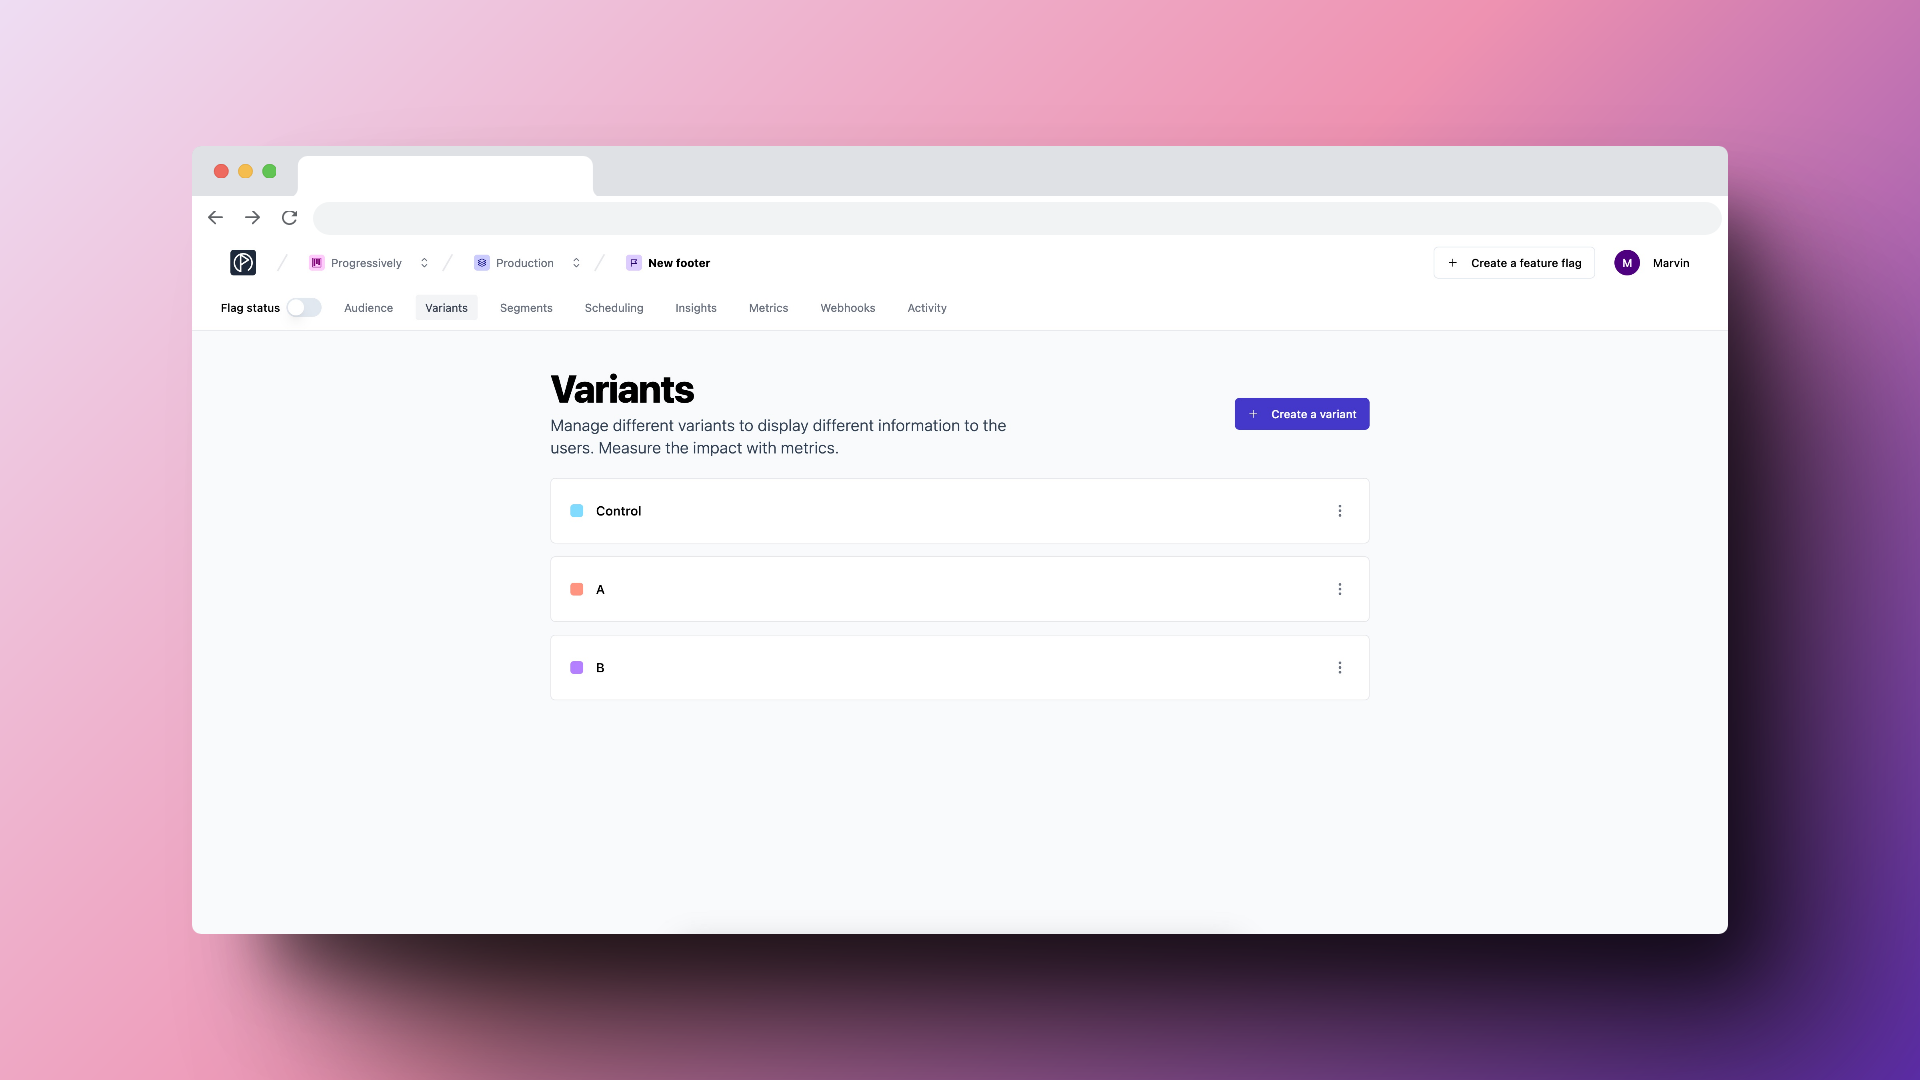 Progressively
Production
New footer
Create a feature flag
M
Marvin
Flag status
Audience
Variants
Segments
Scheduling
Insights
Metrics
Webhooks
Activity
Variants
Manage different variants to display different information to the
users. Measure the impact with metrics.
Create a variant
Control
A
B